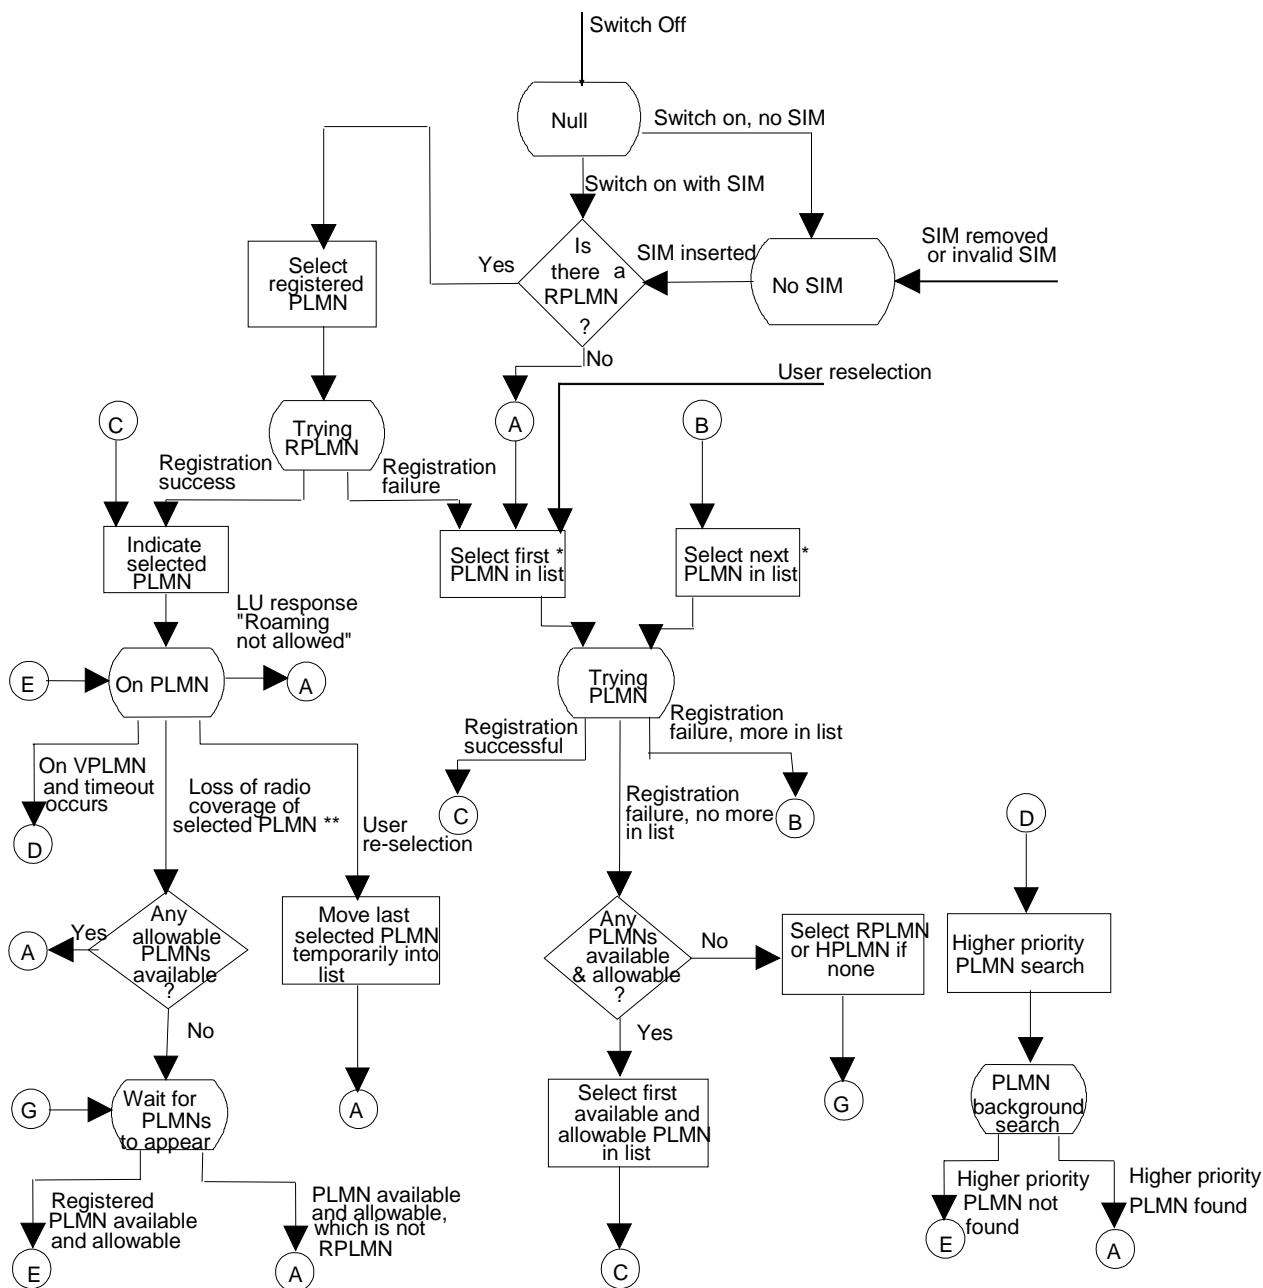 Switch Off
Null
Switch on, no SIM
Switch on with SIM
Is
there a
RPLMN
?
Yes
SIM inserted
No SIM
SIM removed
or invalid SIM
Select
registered
PLMN
No
User reselection
C
Trying
RPLMN
A
B
Registration
success
Registration
failure
Indicate
selected
PLMN
Select first *
PLMN in list
Select next *
PLMN in list
LU response
"Roaming
not allowed"
E
On PLMN
A
Trying
PLMN
Registration
successful
Registration
failure, more in list
On VPLMN
and timeout
occurs
Loss of radio
coverage of
selected PLMN **
User
re-selection
Registration
failure, no more
in list
D
C
B
D
Yes
A
Any
allowable
PLMNs
available
?
Move last
selected PLMN
temporarily into
list
Any
PLMNs
available
& allowable
?
No
Select RPLMN
or HPLMN if
none
Higher priority
PLMN search
No
Yes
G
Wait for
PLMNs
to appear
A
Select first
available and
allowable PLMN
in list
G
PLMN
background
search
Registered
PLMN available
and allowable
PLMN available
and allowable,
which is not
RPLMN
Higher priority
PLMN not
found
Higher priority
PLMN found
E
A
C
E
A